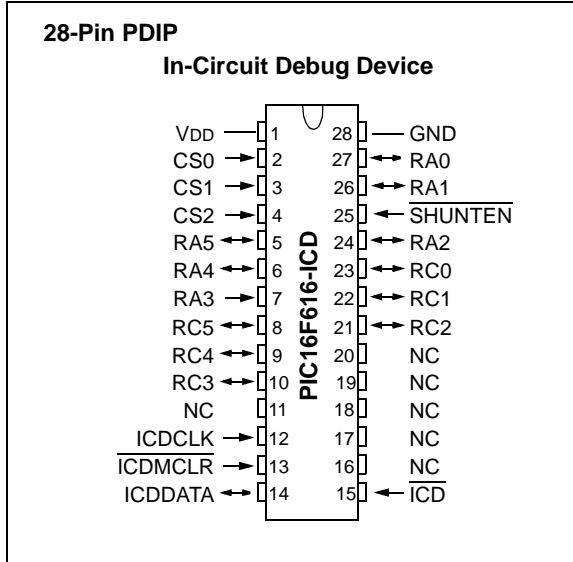 28-Pin PDIP
In-Circuit Debug Device
VDD 1 28 GND
CS0 2 27 RA0
CS1 3 26 RA1
CS2 4 25 SHUNTEN
RA5 5 24 RA2
RA4 6 23 RC0
RA3 7 22 RC1
RC5 8 21 RC2
RC4 9 20 NC
RC3 10 19 NC
NC 11 18 NC
ICDCLK 12 17 NC
ICDMCLR 13 16 NC
ICDDATA 14 15 ICD
PIC16F616-ICD